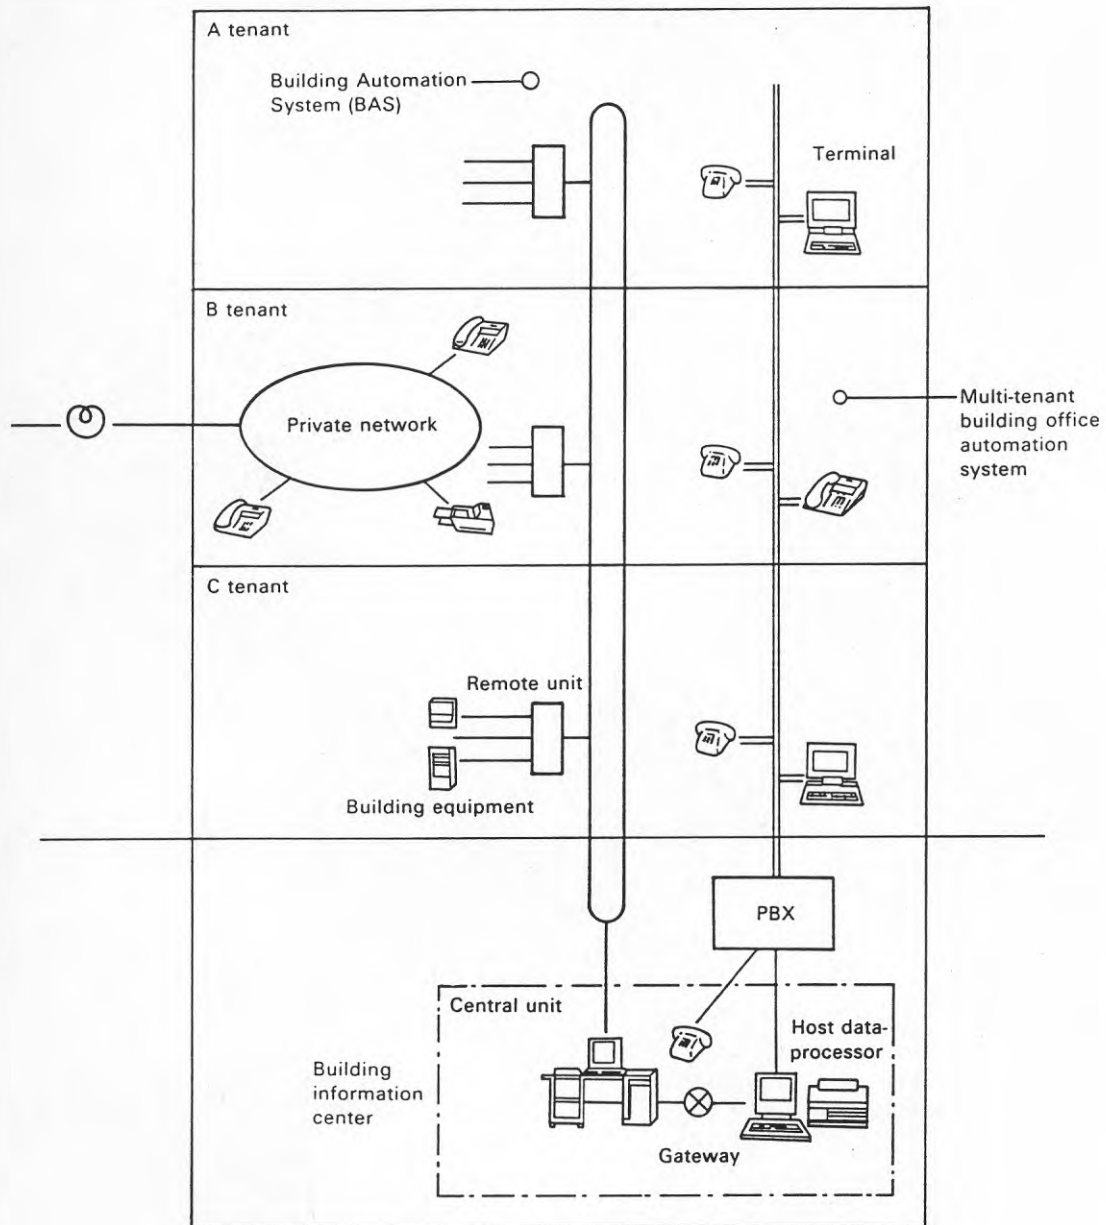 A tenant
Building Automation
System (BAS)
Terminal
B tenant
Private network
Multi-tenant
building office
automation
system
C tenant
Remote unit
Building equipment
PBX
Central unit
Host data-
processor
Building
information
center
Gateway